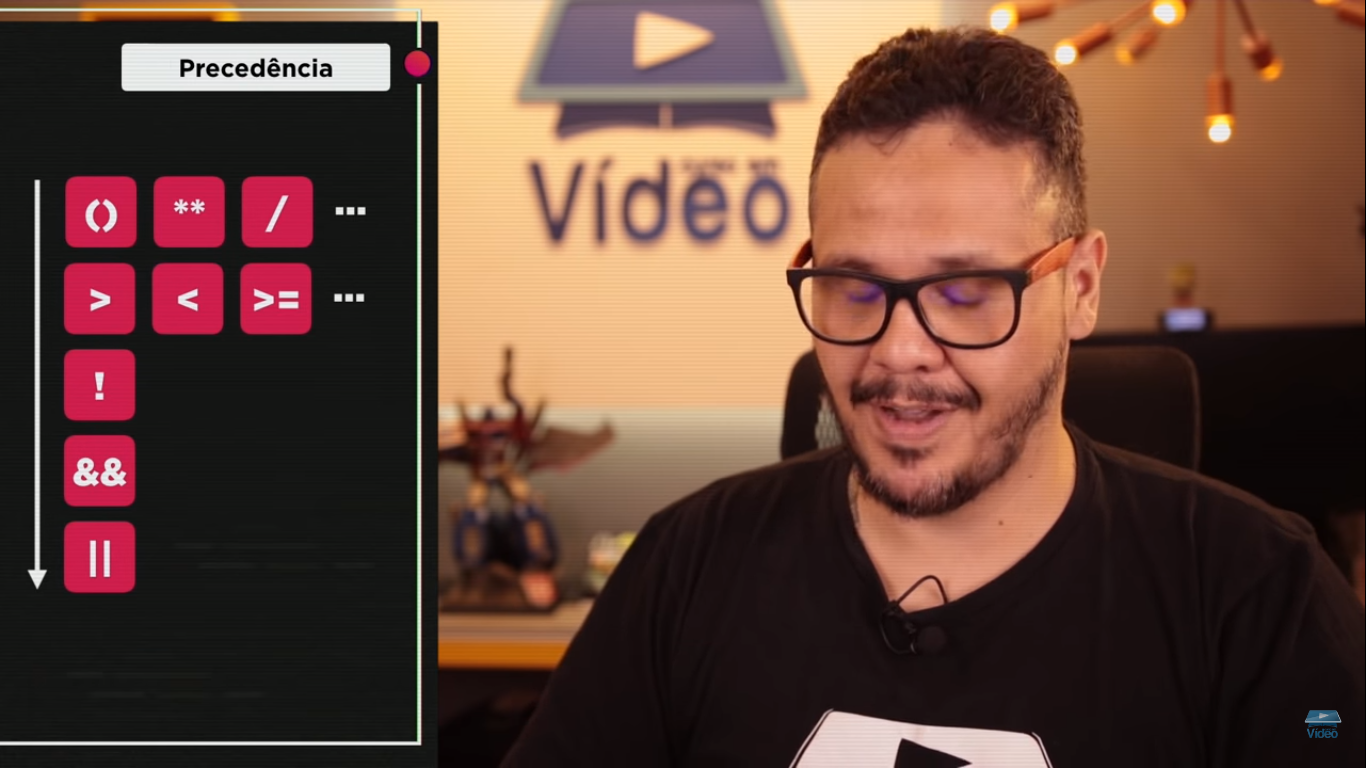 Precedência
() ** / ...
> < >= ...
!
&&
||
Vídeo
Vídeo